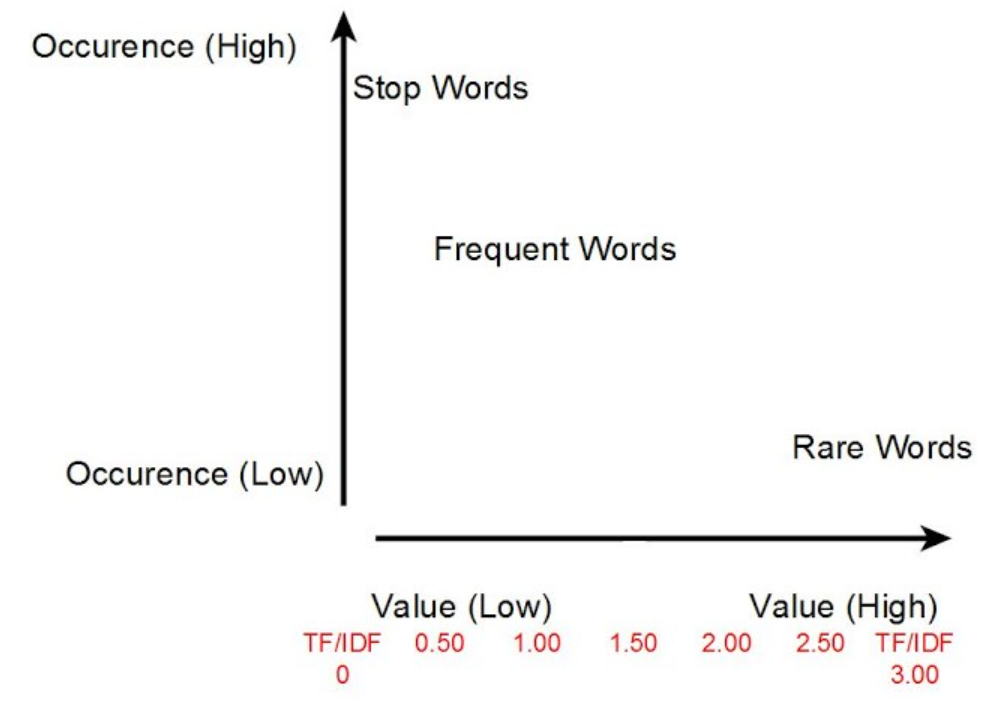 Occurence (High)
Stop Words
Frequent Words
Rare Words
Occurence (Low)
Value (Low) Value (High)
TF/IDF 0.50 1.00 1.50 2.00 2.50 TF/IDF
0 3.00